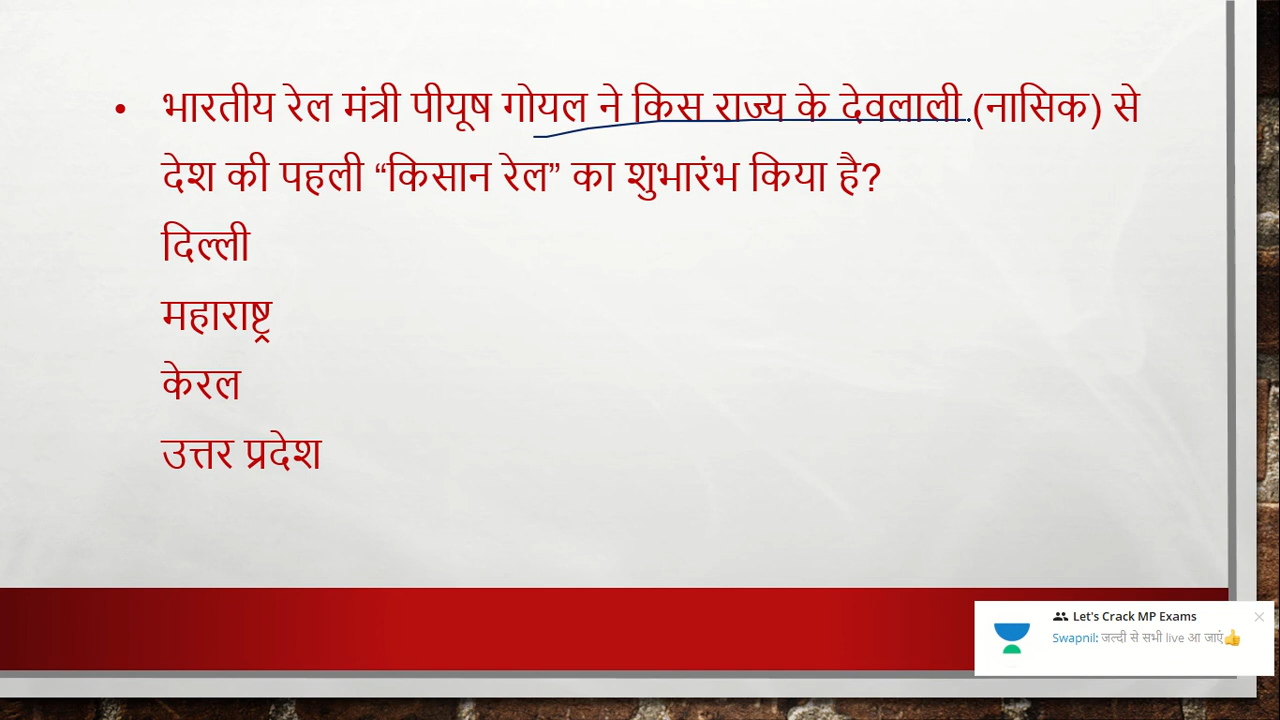 • भारतीय रेल मंत्री पीयूष गोयल ने किस राज्य के देवलाली (नासिक) से
देश की पहली “किसान रेल” का शुभारंभ किया है?
दिल्ली
महाराष्ट्र
केरल
उत्तर प्रदेश
Let's Crack MP Exams
Swapnil: जल्दी से सभी live आ जाएं👍